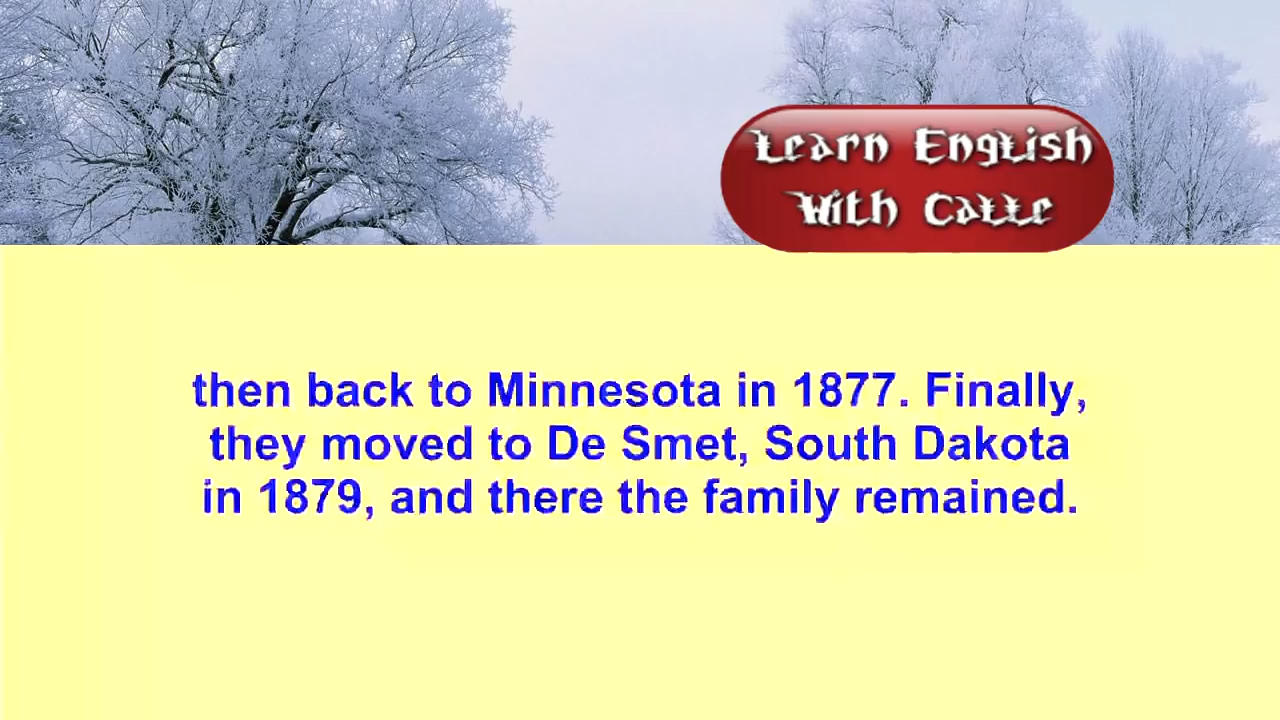 Learn English
With Calle
then back to Minnesota in 1877. Finally,
they moved to De Smet, South Dakota
in 1879, and there the family remained.